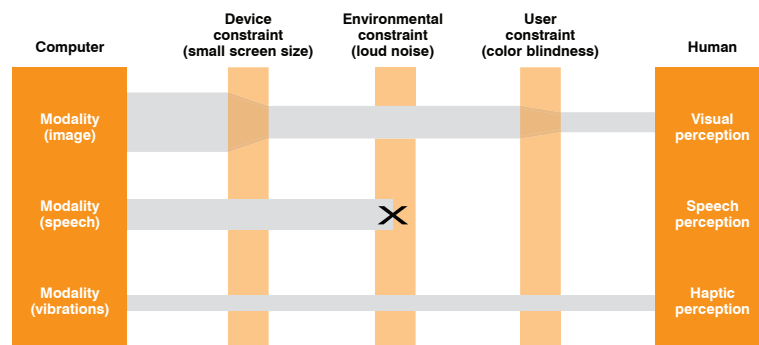 Computer
Device
constraint
(small screen size)
Environmental
constraint
(loud noise)
User
constraint
(color blindness)
Human
Modality
(image)
Visual
perception
Modality
(speech)
Speech
perception
Modality
(vibrations)
Haptic
perception